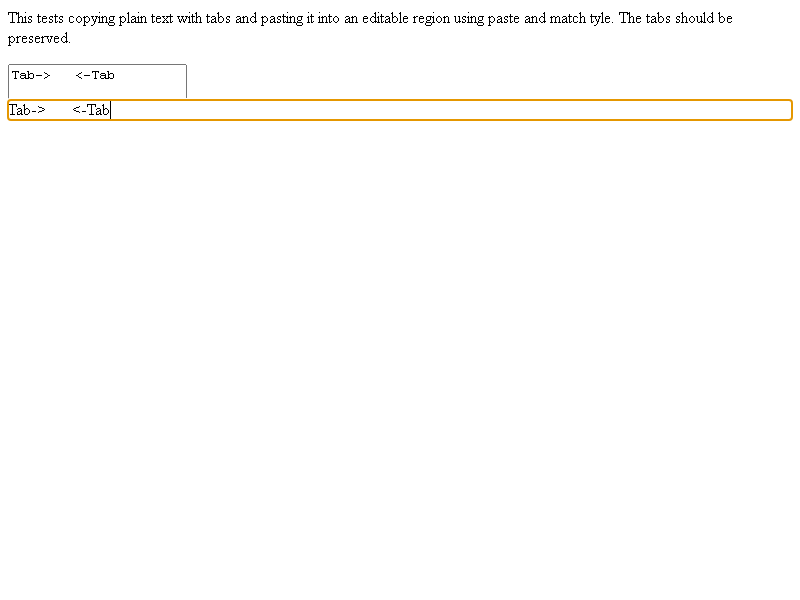 This tests copying plain text with tabs and pasting it into an editable region using paste and match tyle. The tabs should be
preserved.
Tab->	<-Tab
Tab->	<-Tab